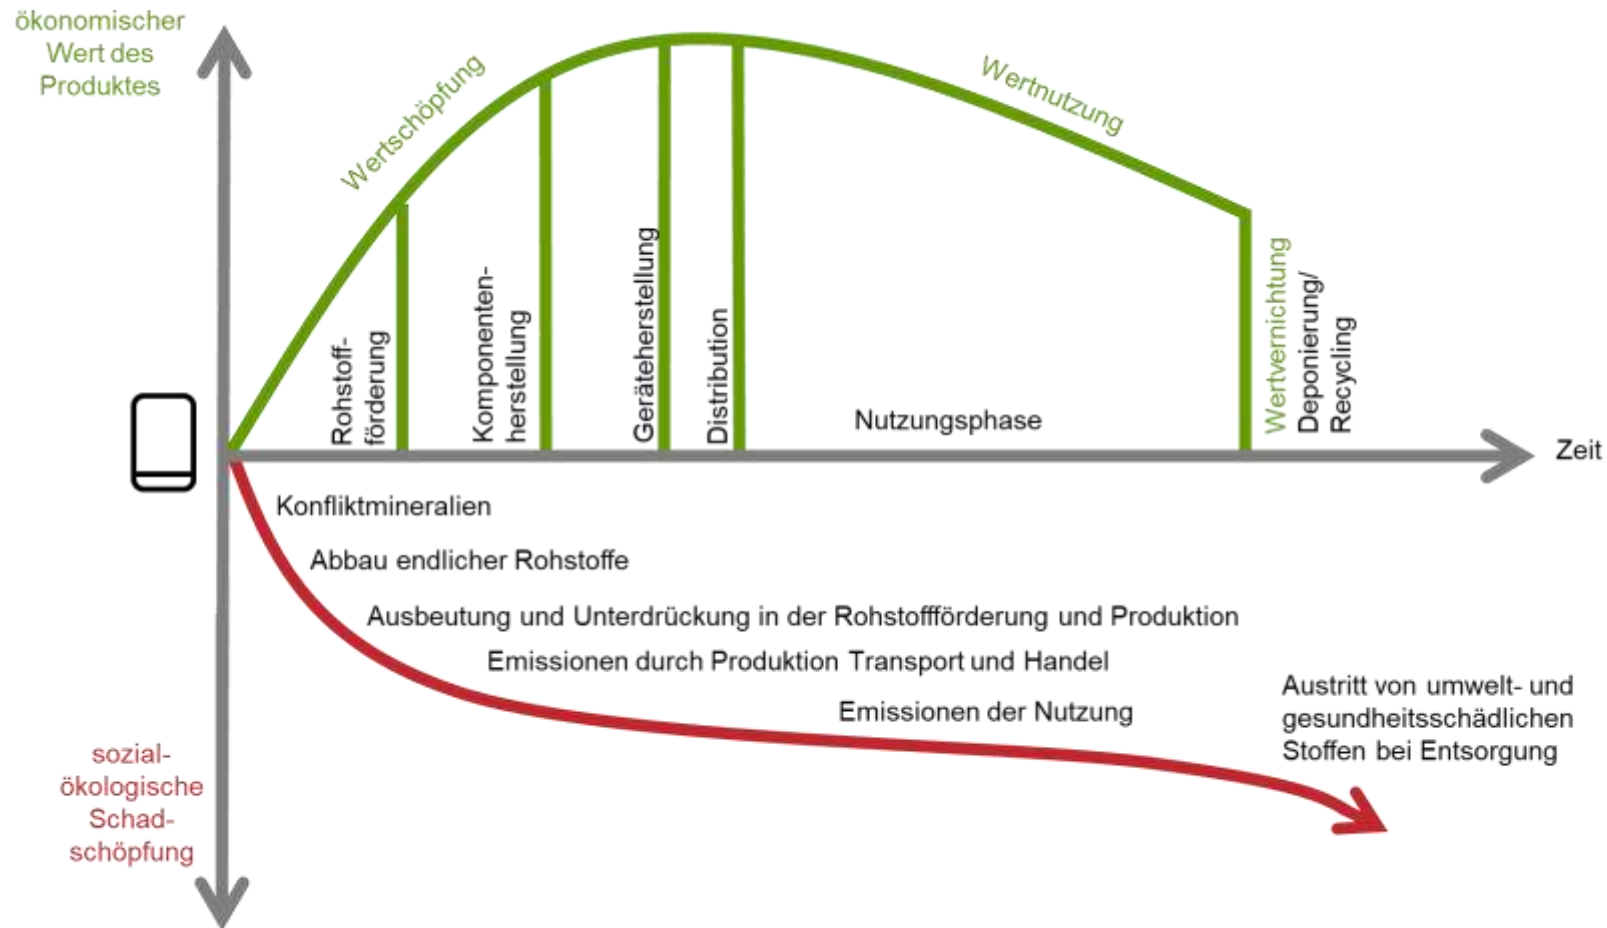 ökonomischer
Wert des
Produktes
Wertschöpfung
Wertnutzung
Rohstoff-
förderung
Komponenten-
herstellung
Geräteherstellung
Distribution
Nutzungsphase
Wertvernichtung
Deponierung/
Recycling
Zeit
Konfliktmineralien
Abbau endlicher Rohstoffe
Ausbeutung und Unterdrückung in der Rohstoffförderung und Produktion
Emissionen durch Produktion Transport und Handel
Emissionen der Nutzung
Austritt von umwelt- und
gesundheitsschädlichen
Stoffen bei Entsorgung
sozial-
ökologische
Schad-
schöpfung